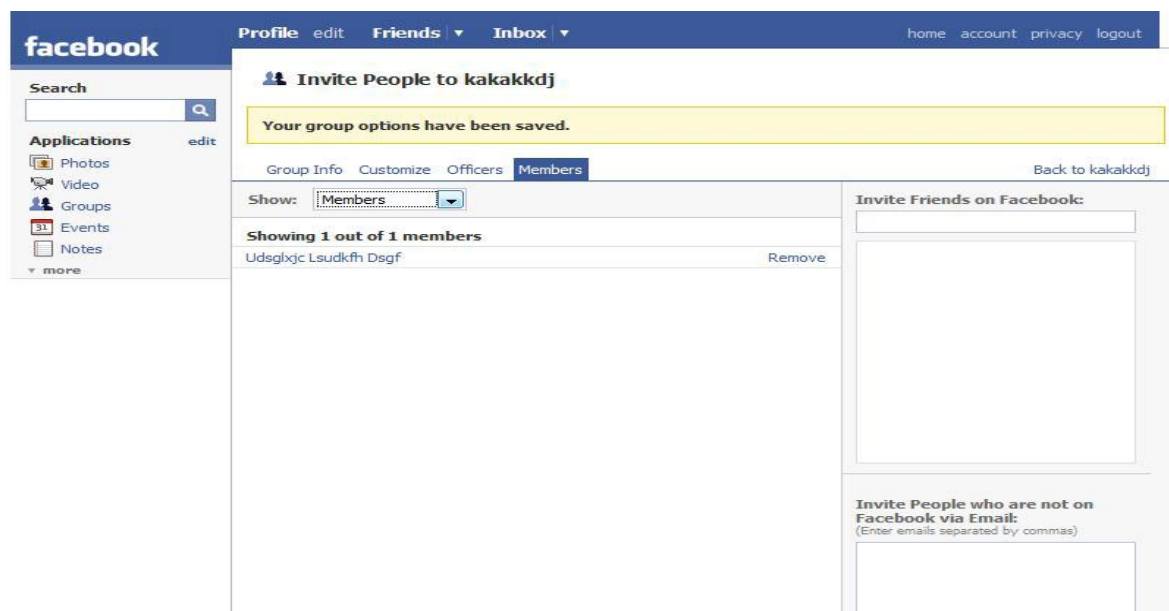 facebook
Profile edit Friends ▼ Inbox ▼
home account privacy logout
Search
Applications edit
Photos
Video
Groups
31 Events
Notes
▼ more
Invite People to kakakkdj
Your group options have been saved.
Group Info Customize Officers Members
Back to kakakkdj
Show: Members
Showing 1 out of 1 members
Udsglxjc Lsudkfh Dsgf Remove
Invite Friends on Facebook:
Invite People who are not on
Facebook via Email:
(Enter emails separated by commas)